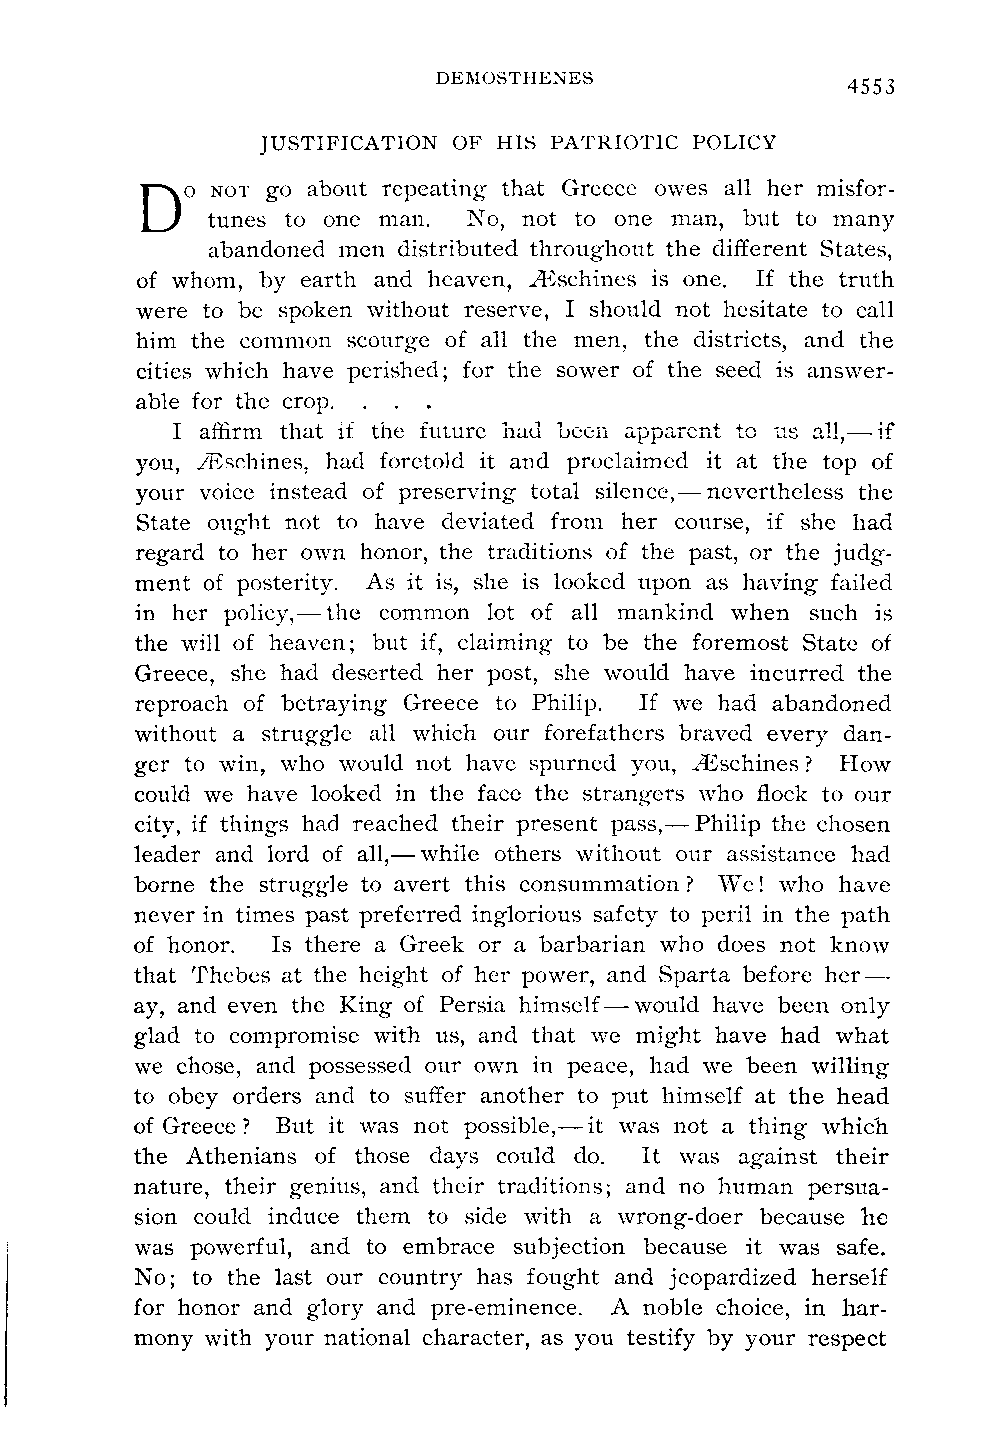 DEMOSTHENES
4553
JUSTIFICATION OF HIS PATRIOTIC POLICY
DO NOT go about repeating that Greece owes all her misfor-
tunes to one man. No, not to one man, but to many
abandoned men distributed throughout the different States,
of whom, by earth and heaven, Æschines is one. If the truth
were to be spoken without reserve, I should not hesitate to call
him the common scourge of all the men, the districts, and the
cities which have perished; for the sower of the seed is answer-
able for the crop. . . .
I affirm that if the future had been apparent to us all,—if
you, Æschines, had foretold it and proclaimed it at the top of
your voice instead of preserving total silence,—nevertheless the
State ought not to have deviated from her course, if she had
regard to her own honor, the traditions of the past, or the judg-
ment of posterity. As it is, she is looked upon as having failed
in her policy,—the common lot of all mankind when such is
the will of heaven; but if, claiming to be the foremost State of
Greece, she had deserted her post, she would have incurred the
reproach of betraying Greece to Philip. If we had abandoned
without a struggle all which our forefathers braved every dan-
ger to win, who would not have spurned you, Æschines? How
could we have looked in the face the strangers who flock to our
city, if things had reached their present pass,—Philip the chosen
leader and lord of all,—while others without our assistance had
borne the struggle to avert this consummation? We! who have
never in times past preferred inglorious safety to peril in the path
of honor. Is there a Greek or a barbarian who does not know
that Thebes at the height of her power, and Sparta before her—
ay, and even the King of Persia himself—would have been only
glad to compromise with us, and that we might have had what
we chose, and possessed our own in peace, had we been willing
to obey orders and to suffer another to put himself at the head
of Greece? But it was not possible,—it was not a thing which
the Athenians of those days could do. It was against their
nature, their genius, and their traditions; and no human persua-
sion could induce them to side with a wrong-doer because he
was powerful, and to embrace subjection because it was safe.
No; to the last our country has fought and jeopardized herself
for honor and glory and pre-eminence. A noble choice, in har-
mony with your national character, as you testify by your respect